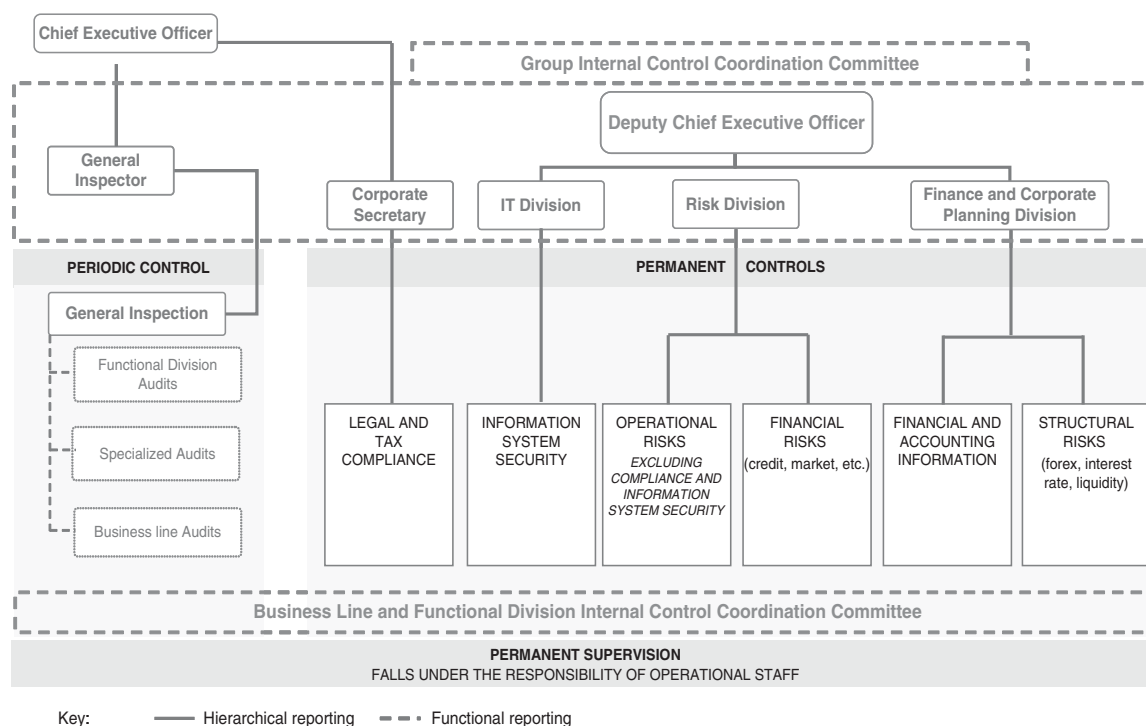 Chief Executive Officer
Group Internal Control Coordination Committee
Deputy Chief Executive Officer
General
Inspector
Corporate
Secretary
IT Division
Risk Division
Finance and Corporate
Planning Division
PERIODIC CONTROL
PERMANENT CONTROLS
General Inspection
Functional Division
Audits
Specialized Audits
Business line Audits
LEGAL AND
TAX
COMPLIANCE
INFORMATION
SYSTEM
SECURITY
OPERATIONAL
RISKS
EXCLUDING
COMPLIANCE AND
INFORMATION
SYSTEM SECURITY
FINANCIAL
RISKS
(credit, market, etc.)
FINANCIAL AND
ACCOUNTING
INFORMATION
STRUCTURAL
RISKS
(forex, interest
rate, liquidity)
Business Line and Functional Division Internal Control Coordination Committee
PERMANENT SUPERVISION
FALLS UNDER THE RESPONSIBILITY OF OPERATIONAL STAFF
Key: Hierarchical reporting Functional reporting